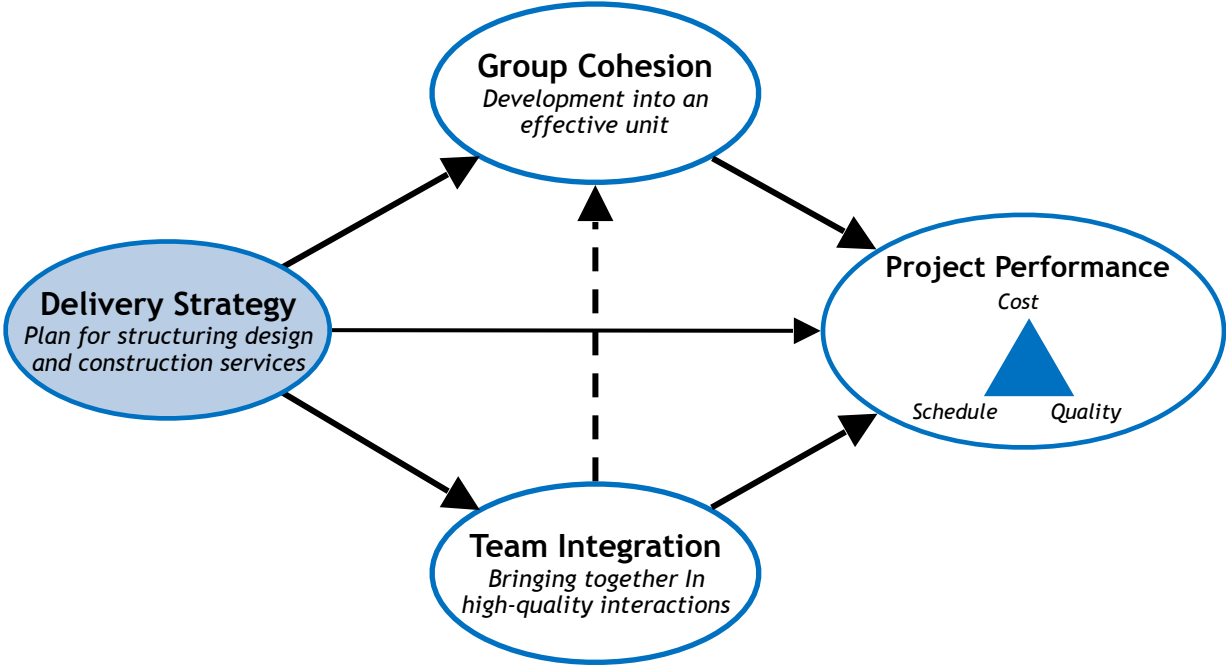 Group Cohesion
Development into an
effective unit
Delivery Strategy
Plan for structuring design
and construction services
Project Performance
Cost
Schedule
Quality
Team Integration
Bringing together In
high-quality interactions